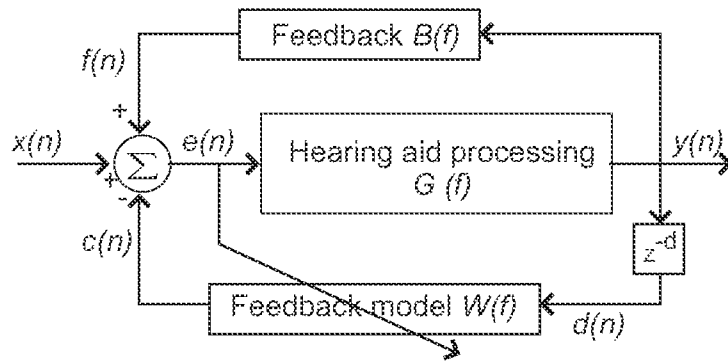 Feedback B(f)
f(n)
+
x(n)
e(n)
y(n)
Σ
Hearing aid processing
G (f)
+
-
c(n)
z-d
Feedback model W(f)
d(n)